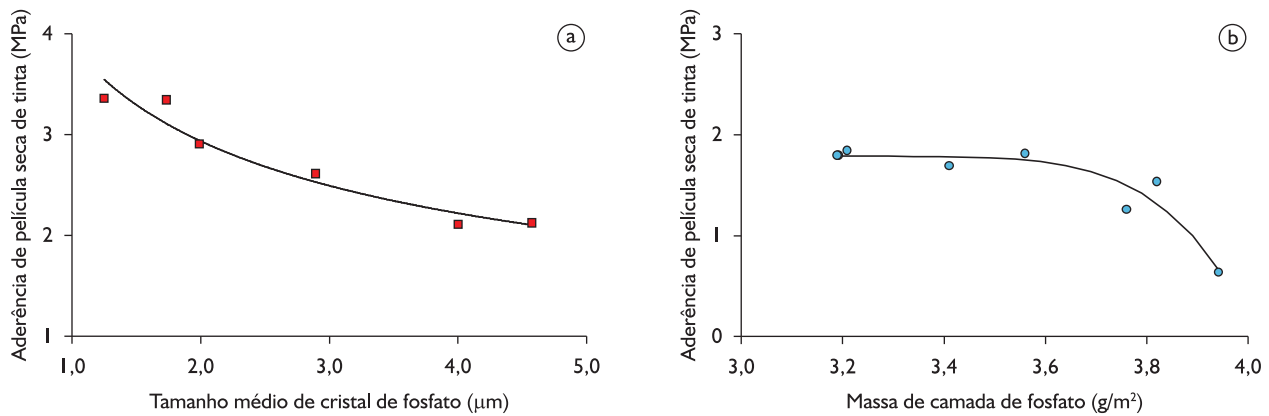 Aderência de película seca de tinta (MPa)
4
3
2
1
1,0 2,0 3,0 4,0 5,0
Tamanho médio de cristal de fosfato (μm)
a
Aderência de película seca de tinta (MPa)
3
2
1
0
3,0 3,2 3,4 3,6 3,8 4,0
Massa de camada de fosfato (g/m²)
b